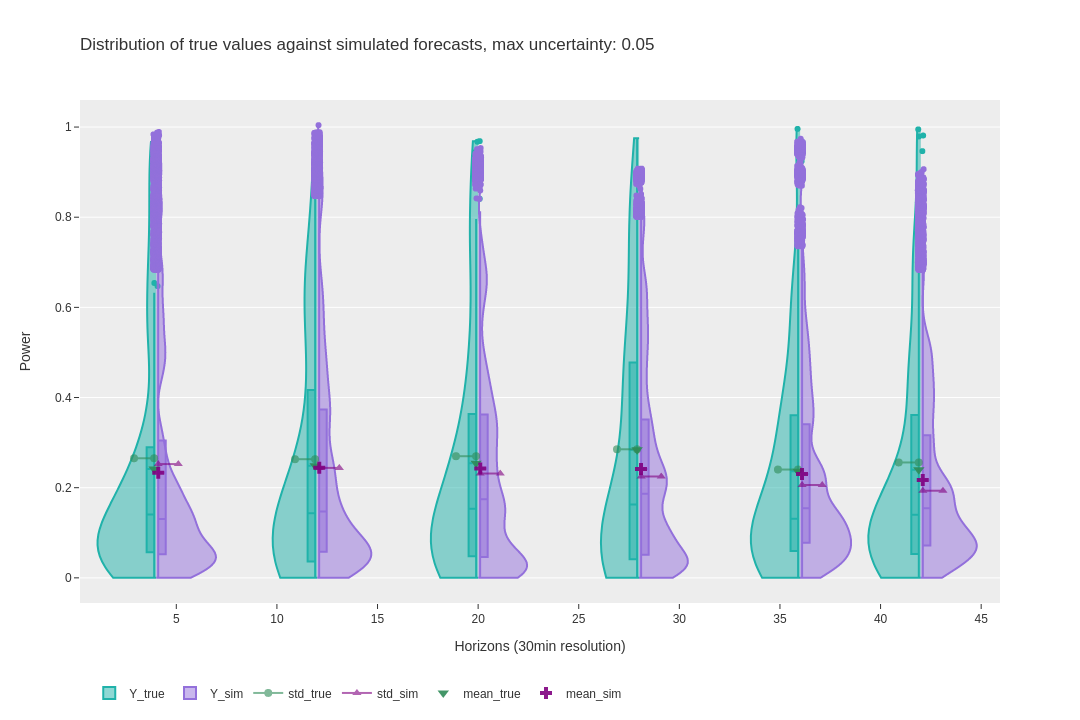 Distribution of true values against simulated forecasts, max uncertainty: 0.05
1
0.8
0.6
0.4
0.2
0
Power
5 10 15 20 25 30 35 40 45
Horizons (30min resolution)
Y_true Y_sim std_true std_sim mean_true mean_sim